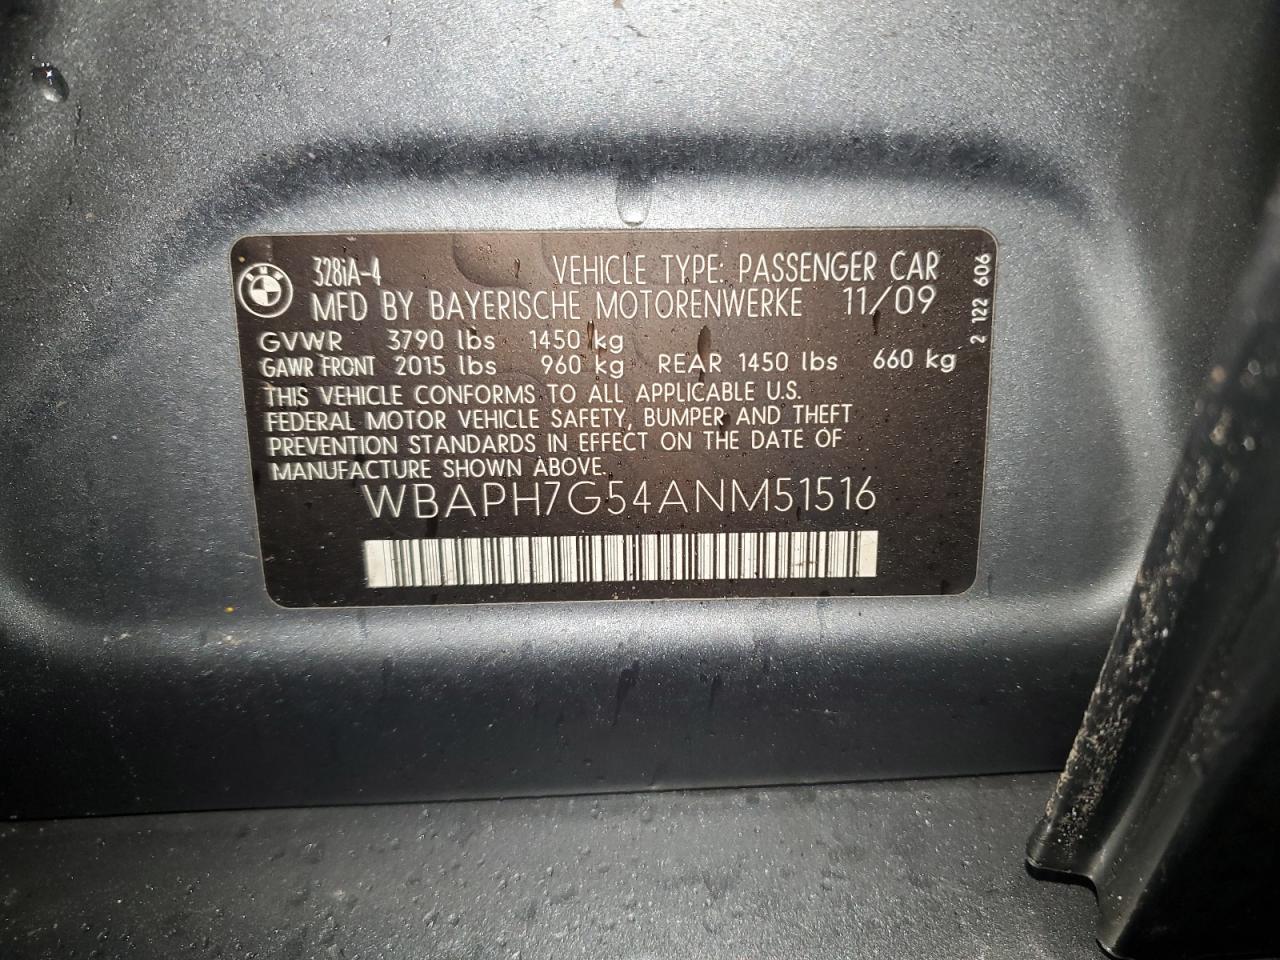 BMW
328iA-4 VEHICLE TYPE: PASSENGER CAR
MFD BY BAYERISCHE MOTORENWERKE 11/09
GVWR 3790 lbs 1450 kg
GAWR FRONT 2015 lbs 960 kg REAR 1450 lbs 660 kg
THIS VEHICLE CONFORMS TO ALL APPLICABLE U.S.
FEDERAL MOTOR VEHICLE SAFETY, BUMPER AND THEFT
PREVENTION STANDARDS IN EFFECT ON THE DATE OF
MANUFACTURE SHOWN ABOVE.
WBAPH7G54ANM51516
2 122 606